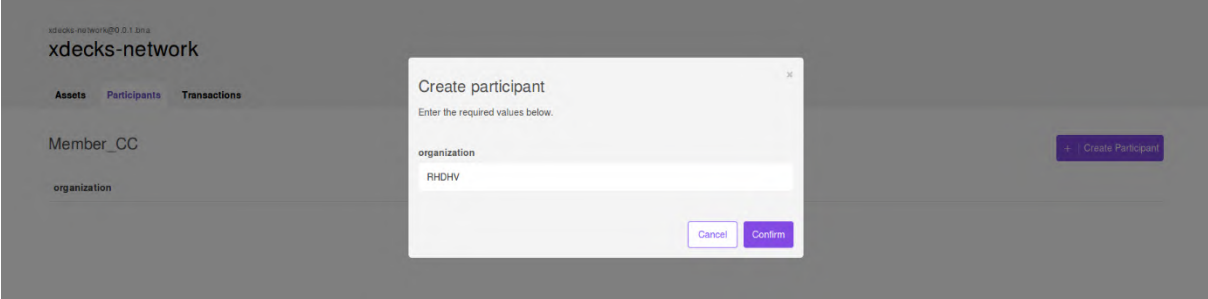 xdecks-network@0.0.1.bna
xdecks-network
Assets Participants Transactions
Member_CC
+ | Create Participant
organization
×
Create participant
Enter the required values below.
organization
RHDHV
Cancel Confirm